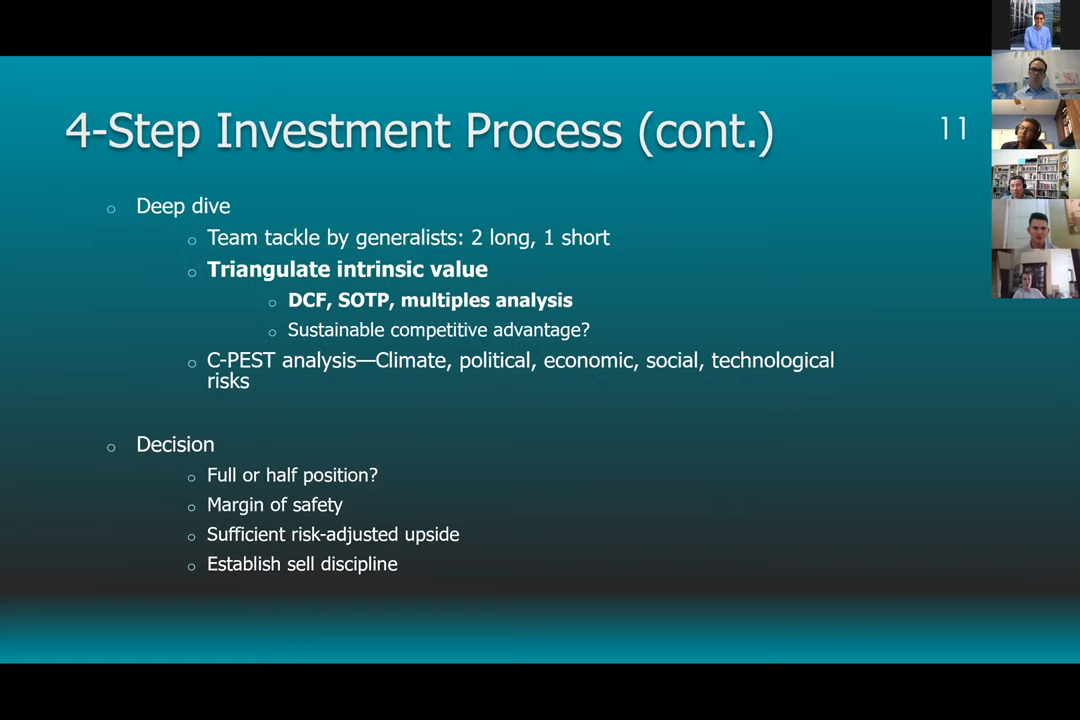 4-Step Investment Process (cont.)
11
Deep dive
Team tackle by generalists: 2 long, 1 short
Triangulate intrinsic value
DCF, SOTP, multiples analysis
Sustainable competitive advantage?
C-PEST analysis—Climate, political, economic, social, technological
risks
Decision
Full or half position?
Margin of safety
Sufficient risk-adjusted upside
Establish sell discipline